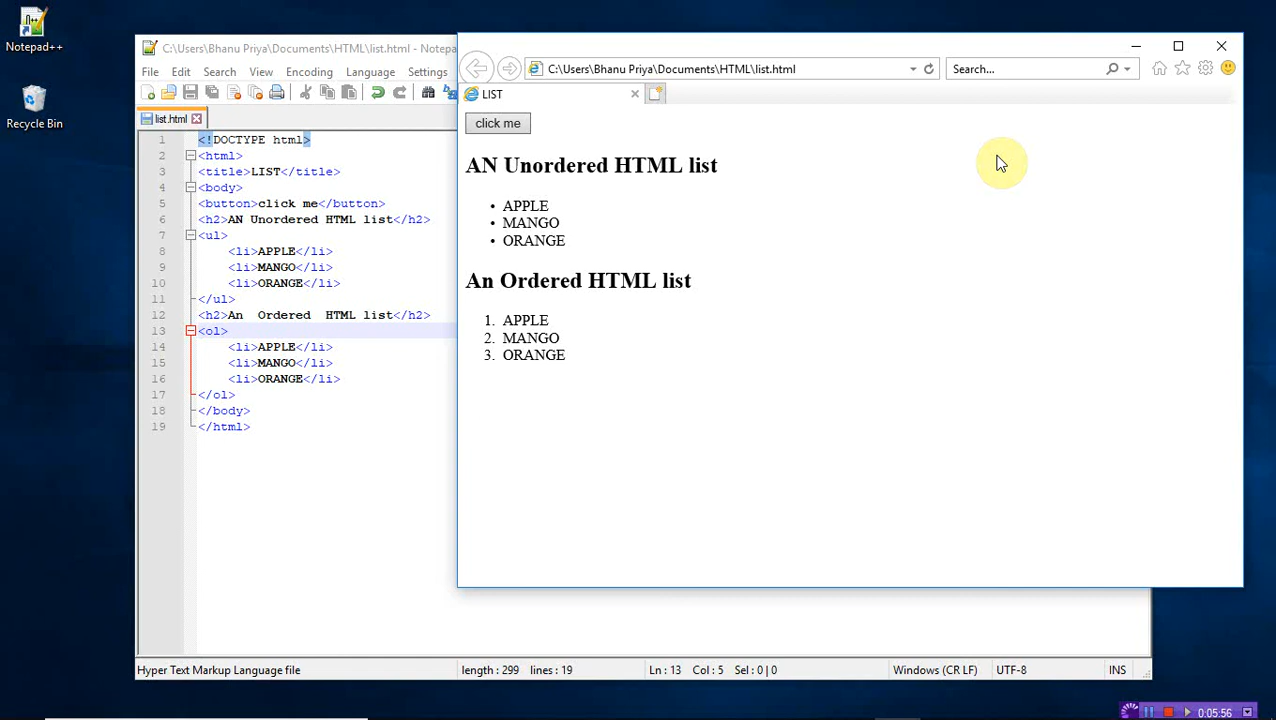 Notepad++
Recycle Bin
C:\Users\Bhanu Priya\Documents\HTML\list.html - Notepa
File Edit Search View Encoding Language Settings
list.html
1 <!DOCTYPE html>
2 <html>
3 <title>LIST</title>
4 <body>
5 <button>click me</button>
6 <h2>AN Unordered HTML list</h2>
7 <ul>
8 <li>APPLE</li>
9 <li>MANGO</li>
10 <li>ORANGE</li>
11 </ul>
12 <h2>An  Ordered  HTML list</h2>
13 <ol>
14 <li>APPLE</li>
15 <li>MANGO</li>
16 <li>ORANGE</li>
17 </ol>
18 </body>
19 </html>
C:\Users\Bhanu Priya\Documents\HTML\list.html
Search...
LIST
click me
AN Unordered HTML list
• APPLE
• MANGO
• ORANGE
An Ordered HTML list
1. APPLE
2. MANGO
3. ORANGE
Hyper Text Markup Language file length : 299 lines : 19 Ln : 13 Col : 5 Sel : 0 | 0 Windows (CR LF) UTF-8 INS
0:05:56